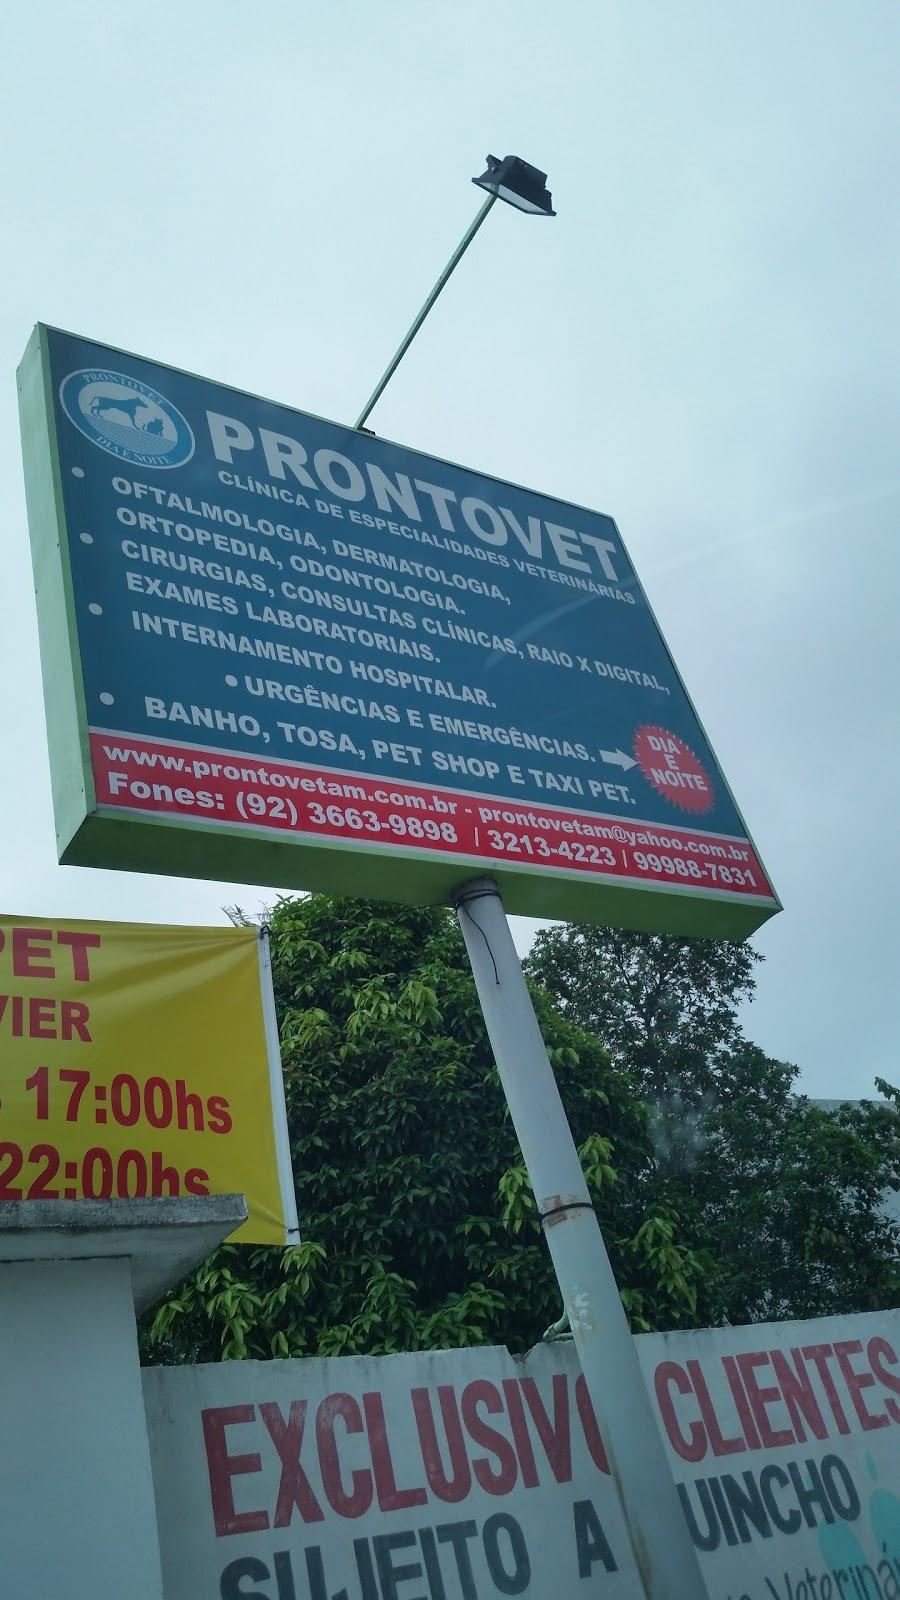 PRONTOVET
DIA E NOITE
PRONTOVET
CLÍNICA DE ESPECIALIDADES VETERINÁRIAS
• OFTALMOLOGIA, DERMATOLOGIA,
ORTOPEDIA, ODONTOLOGIA.
• CIRURGIAS, CONSULTAS CLÍNICAS, RAIO X DIGITAL,
EXAMES LABORATORIAIS.
• INTERNAMENTO HOSPITALAR.
• URGÊNCIAS E EMERGÊNCIAS.
DIA
E
NOITE
• BANHO, TOSA, PET SHOP E TAXI PET.
www.prontovetam.com.br - prontovetam@yahoo.com.br
Fones: (92) 3663-9898 | 3213-4223 | 99988-7831
PET
VIER
17:00hs
22:00hs
EXCLUSIVO CLIENTES
SUJEITO A UINCHO
Veteriná